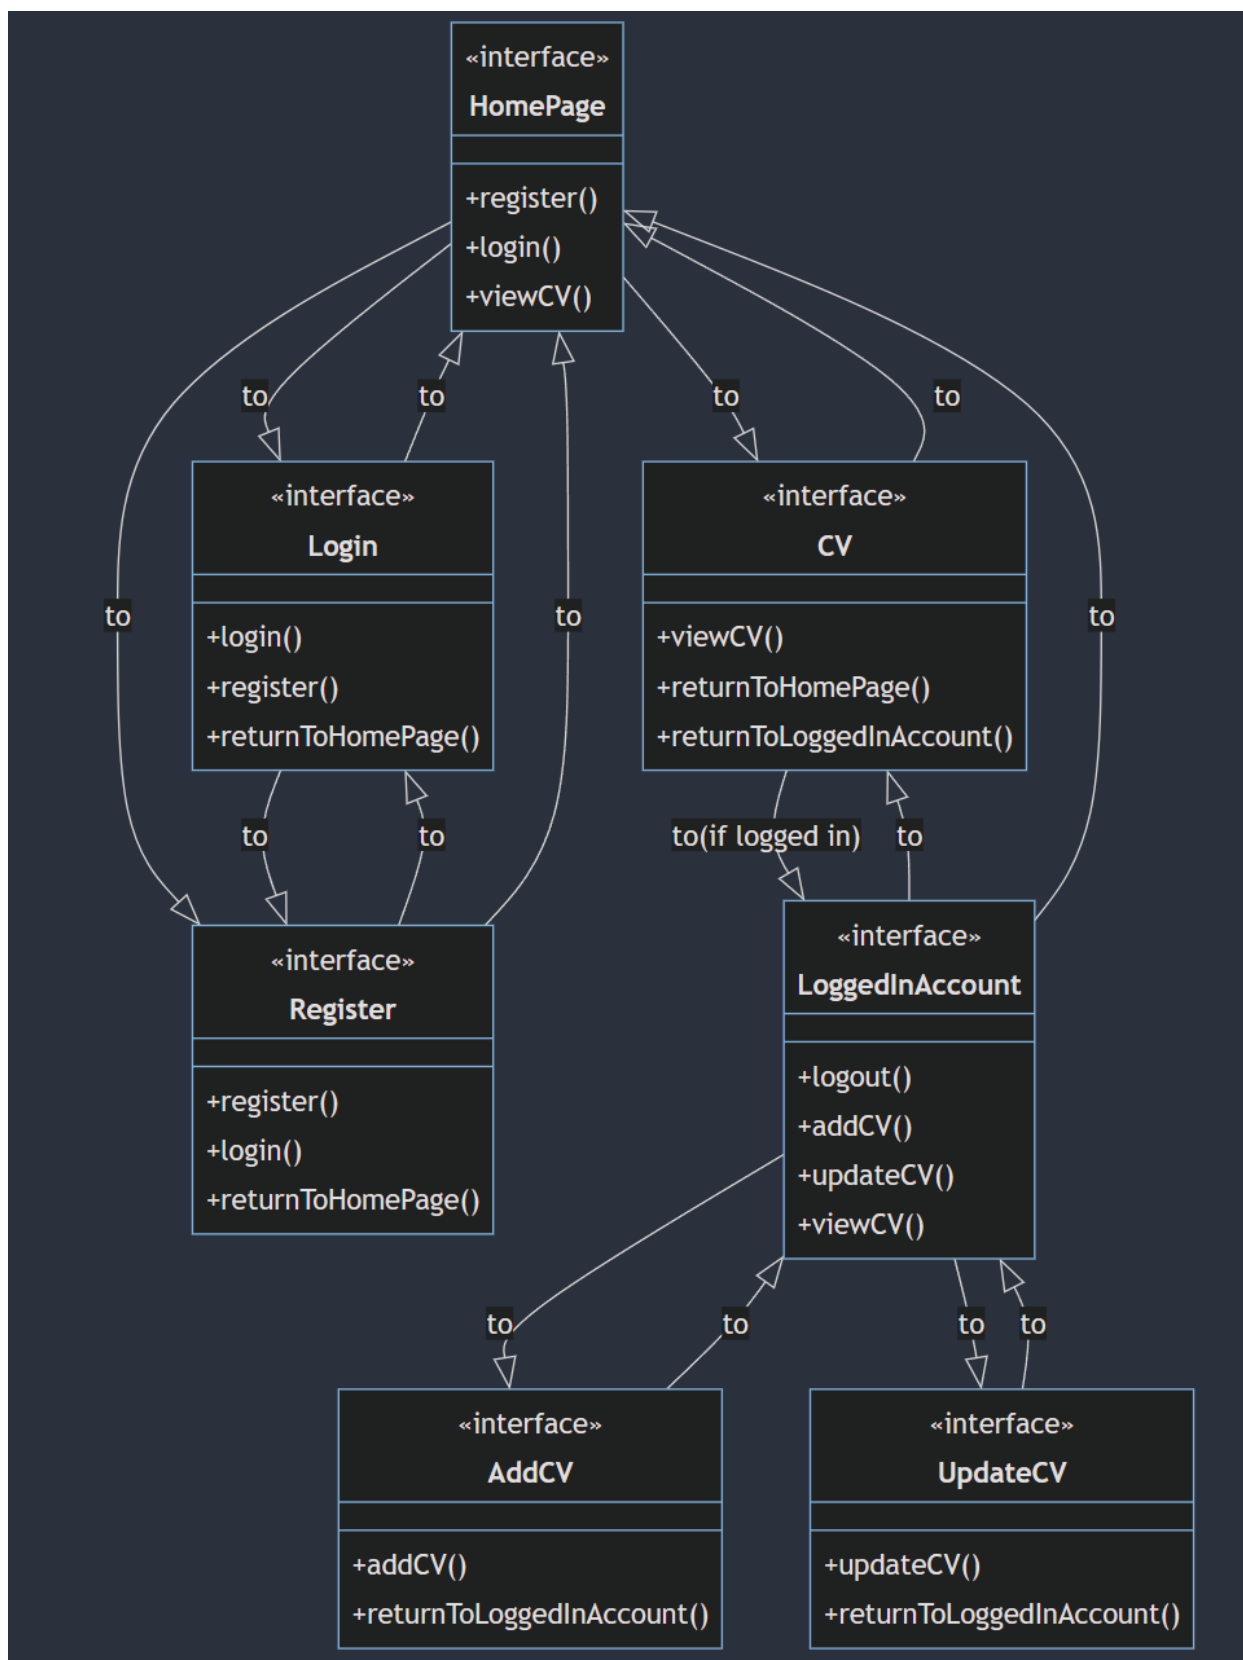 «interface»
HomePage
+register()
+login()
+viewCV()
to
to
to
to
«interface»
Login
+login()
+register()
+returnToHomePage()
«interface»
CV
+viewCV()
+returnToHomePage()
+returnToLoggedInAccount()
to
to
to
to
to
to(if logged in)
to
«interface»
Register
+register()
+login()
+returnToHomePage()
«interface»
LoggedInAccount
+logout()
+addCV()
+updateCV()
+viewCV()
to
to
to
to
«interface»
AddCV
+addCV()
+returnToLoggedInAccount()
«interface»
UpdateCV
+updateCV()
+returnToLoggedInAccount()